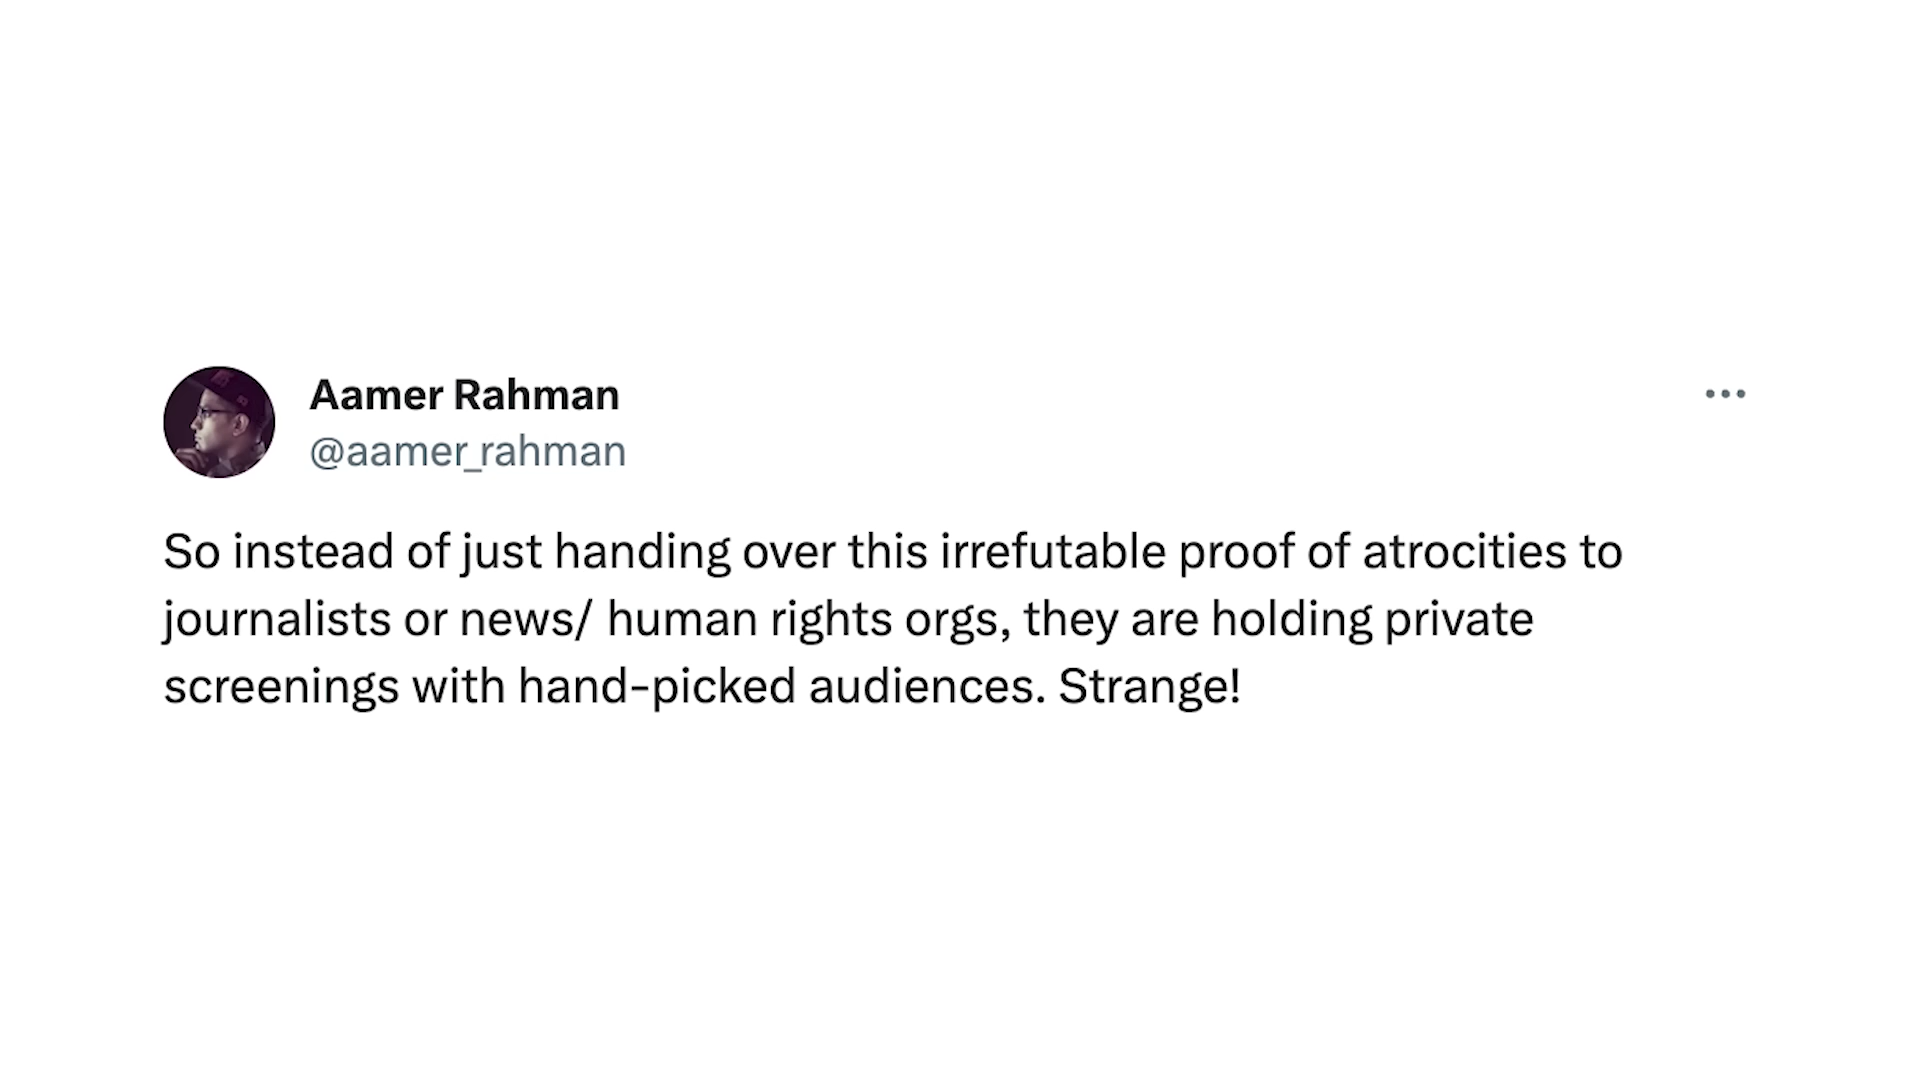 Aamer Rahman
@aamer_rahman
So instead of just handing over this irrefutable proof of atrocities to
journalists or news/ human rights orgs, they are holding private
screenings with hand-picked audiences. Strange!